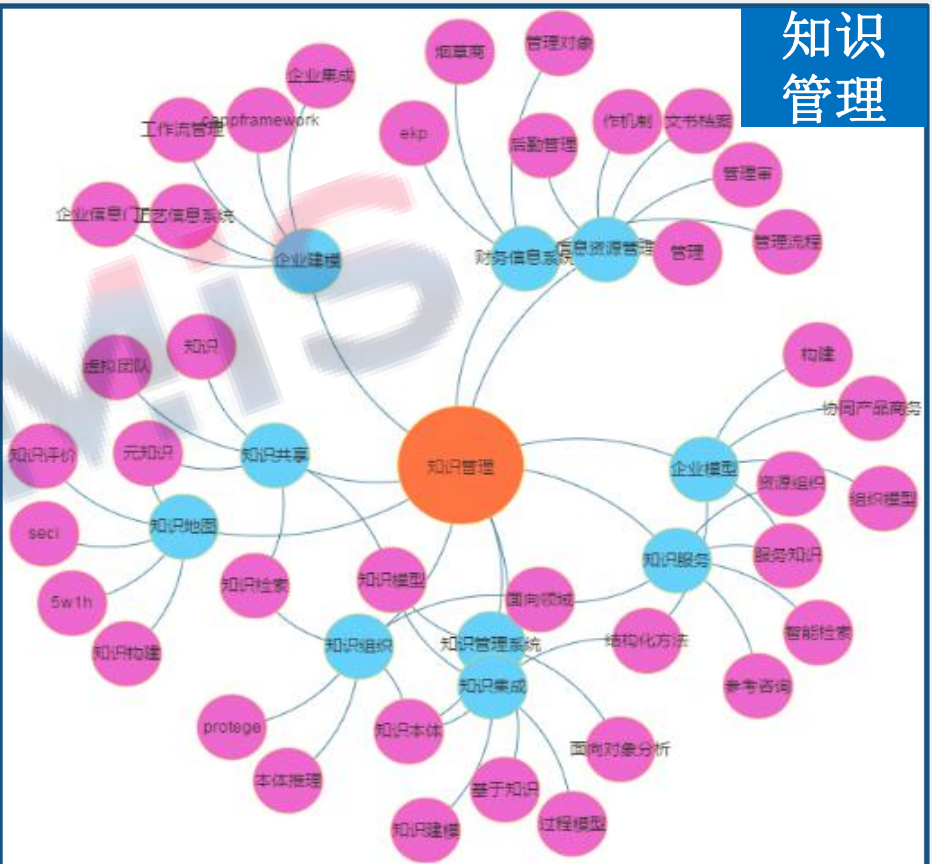 知识
管理
烟草商
管理对象
企业集成
工作流管理
cappframework
ekp
后勤管理
作机制
文书档案
管理审
企业信息门户
工艺信息系统
企业建模
财务信息系统
信息资源管理
管理
管理流程
虚拟团队
知识
构建
协同产品商务
知识评价
元知识
知识共享
知识管理
企业模型
资源组织
组织模型
seci
知识地图
知识服务
服务知识
5w1h
知识检索
知识模型
面向领域
知识构建
知识组织
知识管理系统
结构化方法
智能检索
知识集成
参考咨询
protege
知识本体
面向对象分析
本体推理
基于知识
知识建模
过程模型
MiS